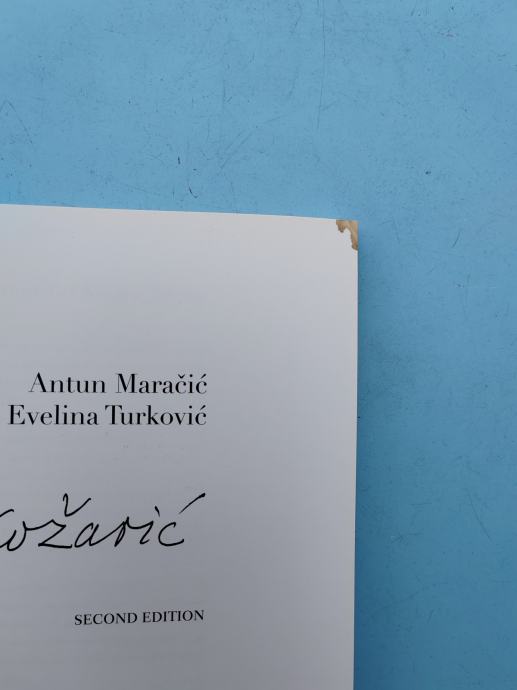 Antun Maračić
Evelina Turković
ožarić
SECOND EDITION